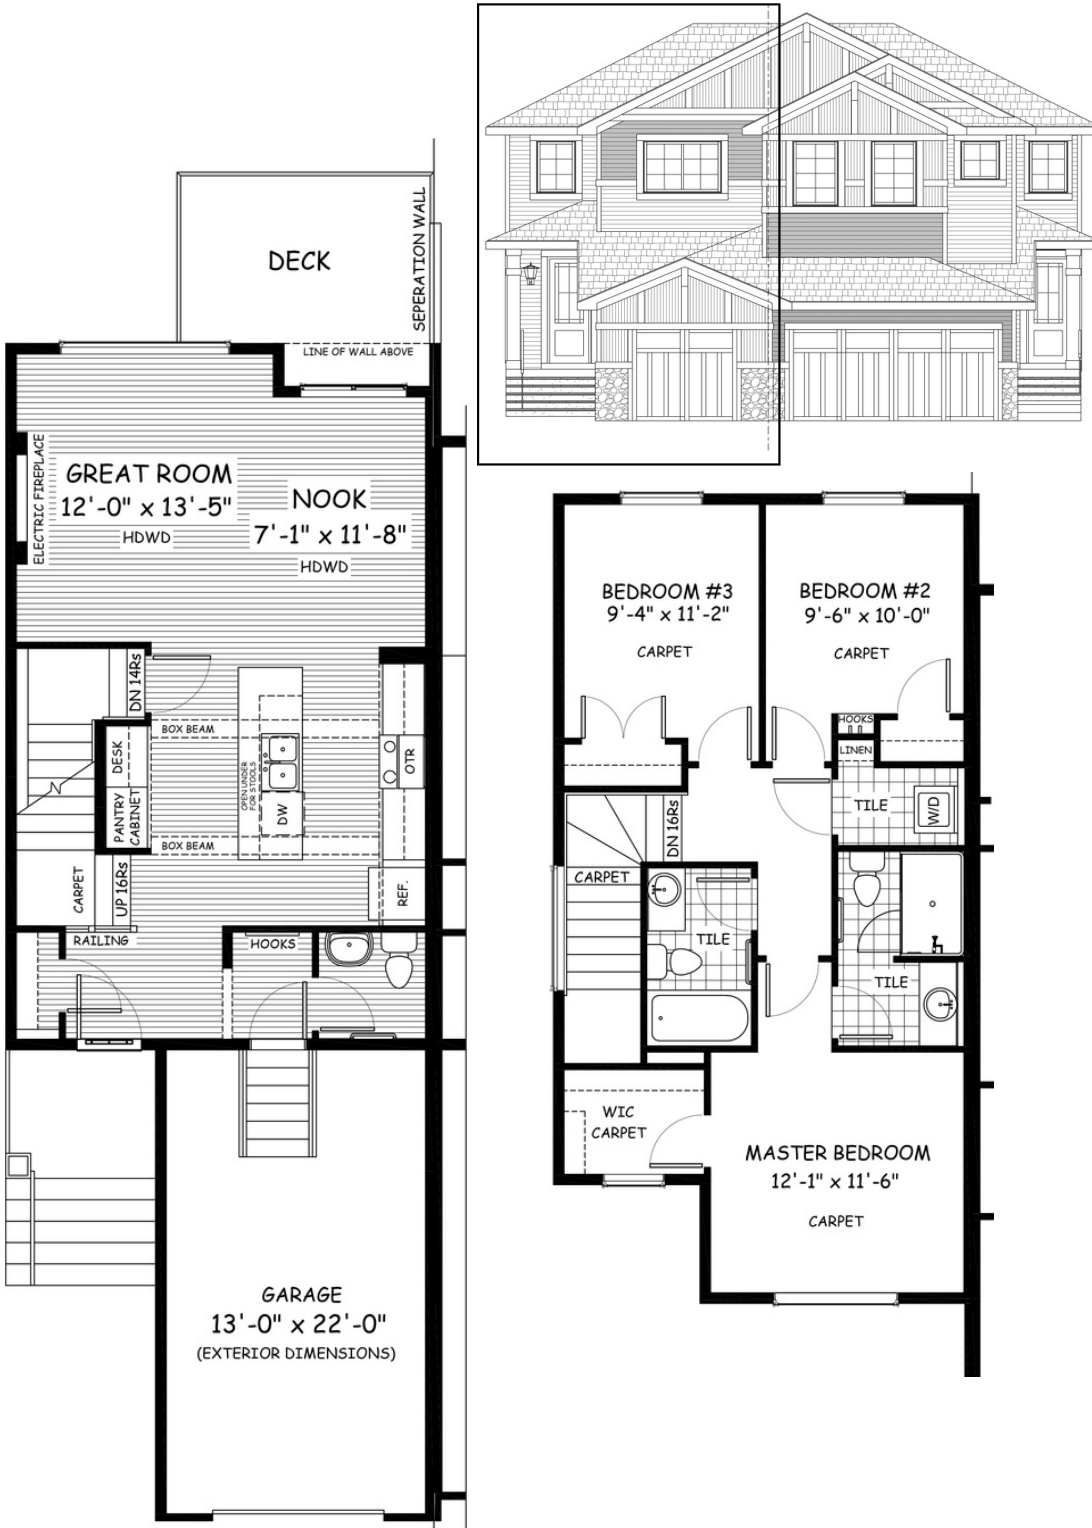 DECK
SEPERATION WALL
LINE OF WALL ABOVE
ELECTRIC FIREPLACE
GREAT ROOM
12'-0" x 13'-5"
HDWD
NOOK
7'-1" x 11'-8"
HDWD
DN 14Rs
BOX BEAM
DESK
PANTRY
CABINET
OPEN UNDER
FOR STOOLS
DW
OTR
BOX BEAM
CARPET
UP 16Rs
REF.
RAILING
HOOKS
GARAGE
13'-0" x 22'-0"
(EXTERIOR DIMENSIONS)
BEDROOM #3
9'-4" x 11'-2"
CARPET
BEDROOM #2
9'-6" x 10'-0"
CARPET
HOOKS
LINEN
TILE
W/D
DN 16Rs
CARPET
TILE
TILE
WIC
CARPET
MASTER BEDROOM
12'-1" x 11'-6"
CARPET